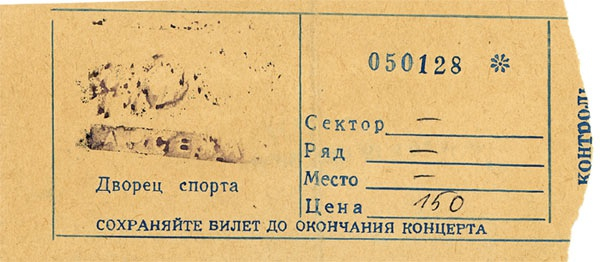 050128 *
Сектор —
Ряд —
Место —
Цена 150
Дворец спорта
СОХРАНЯЙТЕ БИЛЕТ ДО ОКОНЧАНИЯ КОНЦЕРТА
КОНТРОЛЬ